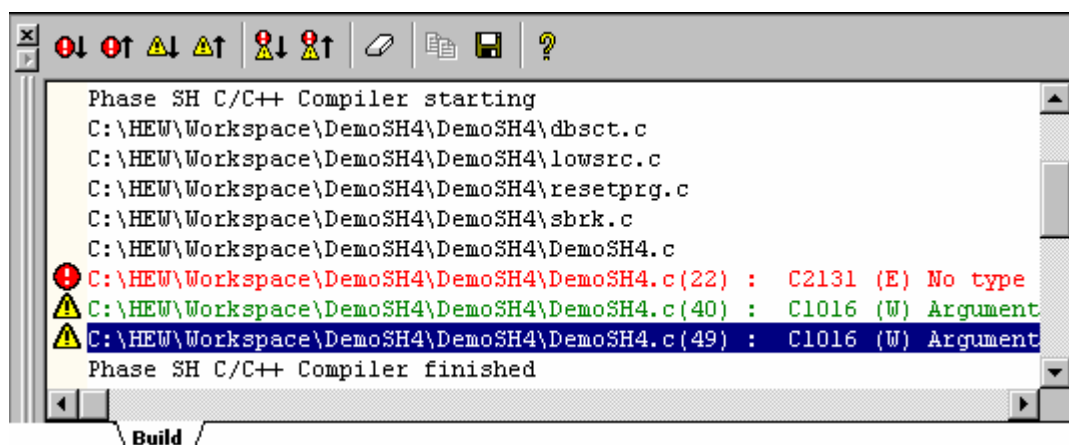 Phase SH C/C++ Compiler starting
C:\HEW\Workspace\DemoSH4\DemoSH4\dbsct.c
C:\HEW\Workspace\DemoSH4\DemoSH4\lowsrc.c
C:\HEW\Workspace\DemoSH4\DemoSH4\resetprg.c
C:\HEW\Workspace\DemoSH4\DemoSH4\sbrk.c
C:\HEW\Workspace\DemoSH4\DemoSH4\DemoSH4.c
C:\HEW\Workspace\DemoSH4\DemoSH4\DemoSH4.c(22) : C2131 (E) No type
C:\HEW\Workspace\DemoSH4\DemoSH4\DemoSH4.c(40) : C1016 (W) Argument
C:\HEW\Workspace\DemoSH4\DemoSH4\DemoSH4.c(49) : C1016 (W) Argument
Phase SH C/C++ Compiler finished
Build